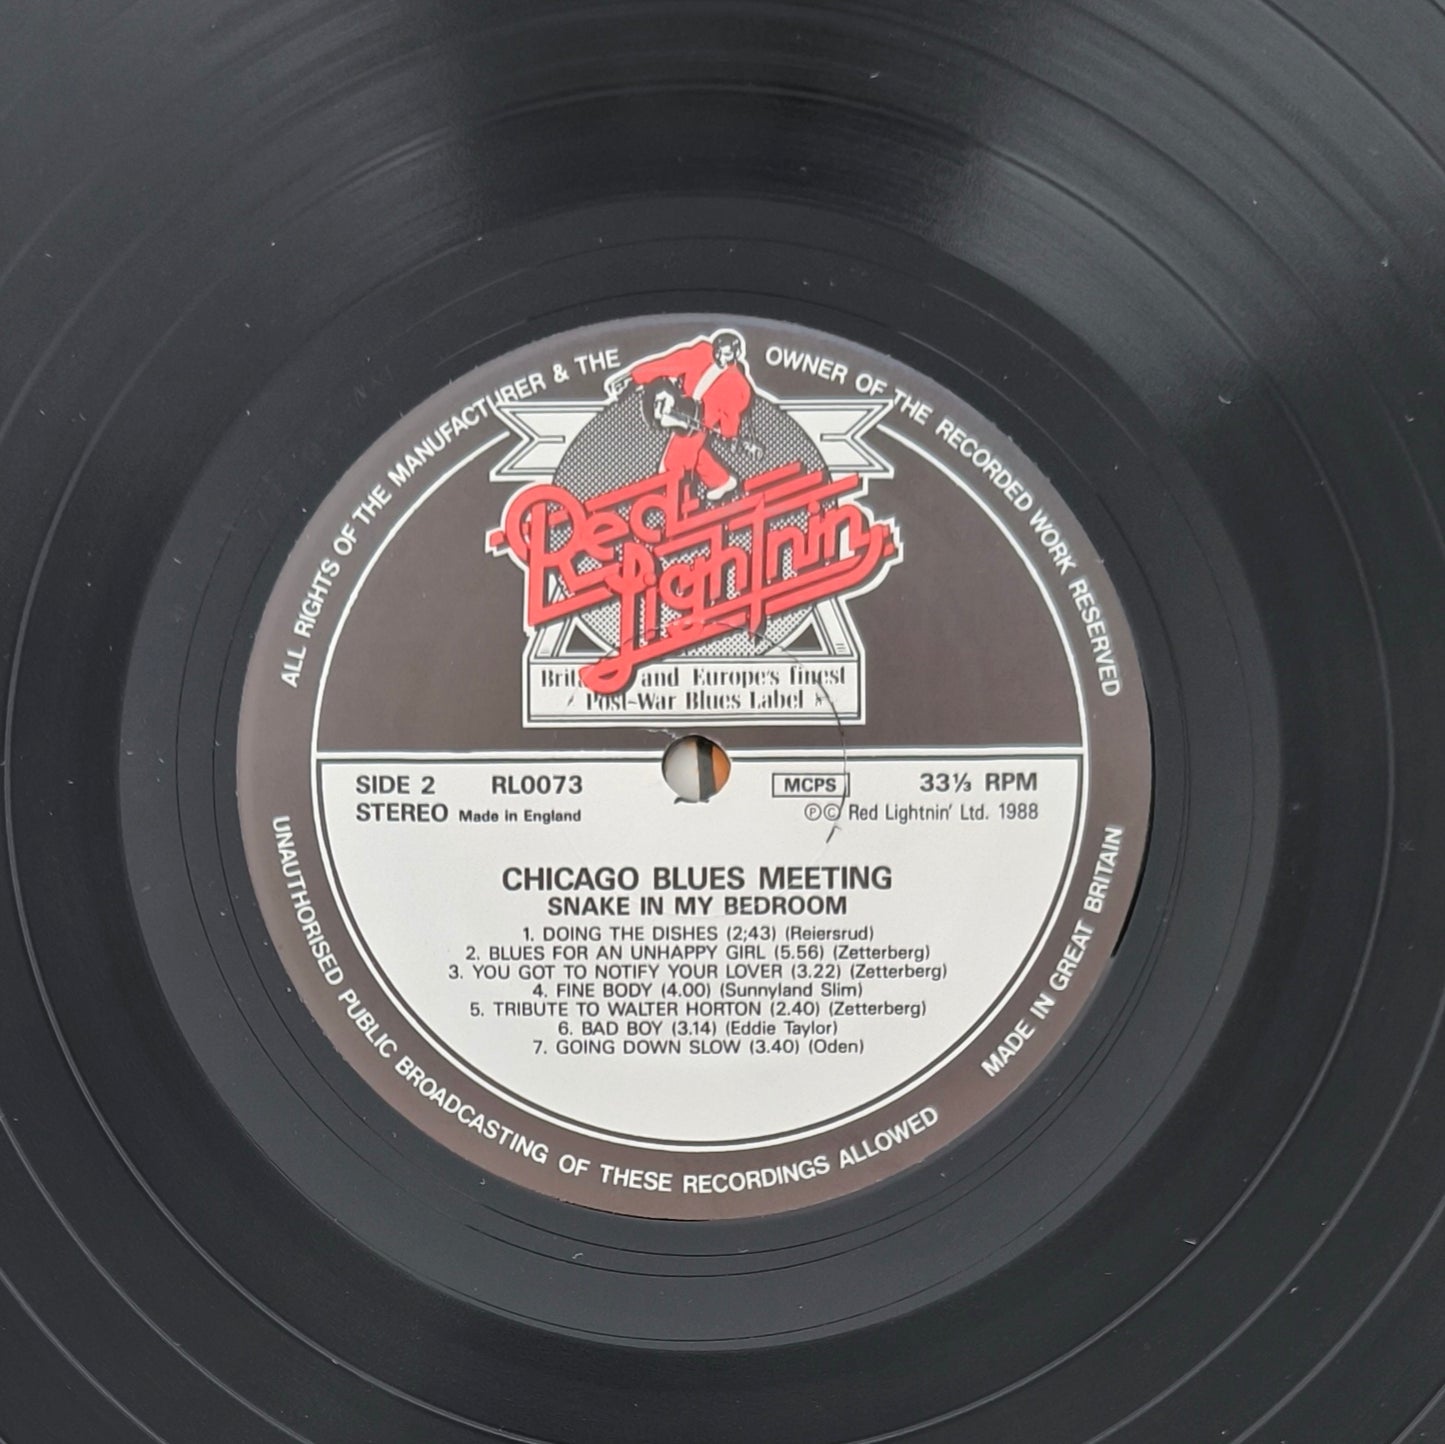 ALL RIGHTS OF THE MANUFACTURER & THE OWNER OF THE RECORDED WORK RESERVED
Red
Lightnin'
and Europe's finest
Post-War Blues Label
SIDE 2 RL0073 MCPS 33⅓ RPM
STEREO Made in England ℗© Red Lightnin' Ltd. 1988
CHICAGO BLUES MEETING
SNAKE IN MY BEDROOM
1. DOING THE DISHES (2;43) (Reiersrud)
2. BLUES FOR AN UNHAPPY GIRL (5.56) (Zetterberg)
3. YOU GOT TO NOTIFY YOUR LOVER (3.22) (Zetterberg)
4. FINE BODY (4.00) (Sunnyland Slim)
5. TRIBUTE TO WALTER HORTON (2.40) (Zetterberg)
6. BAD BOY (3.14) (Eddie Taylor)
7. GOING DOWN SLOW (3.40) (Oden)
UNAUTHORISED PUBLIC BROADCASTING OF THESE RECORDINGS ALLOWED
MADE IN GREAT BRITAIN